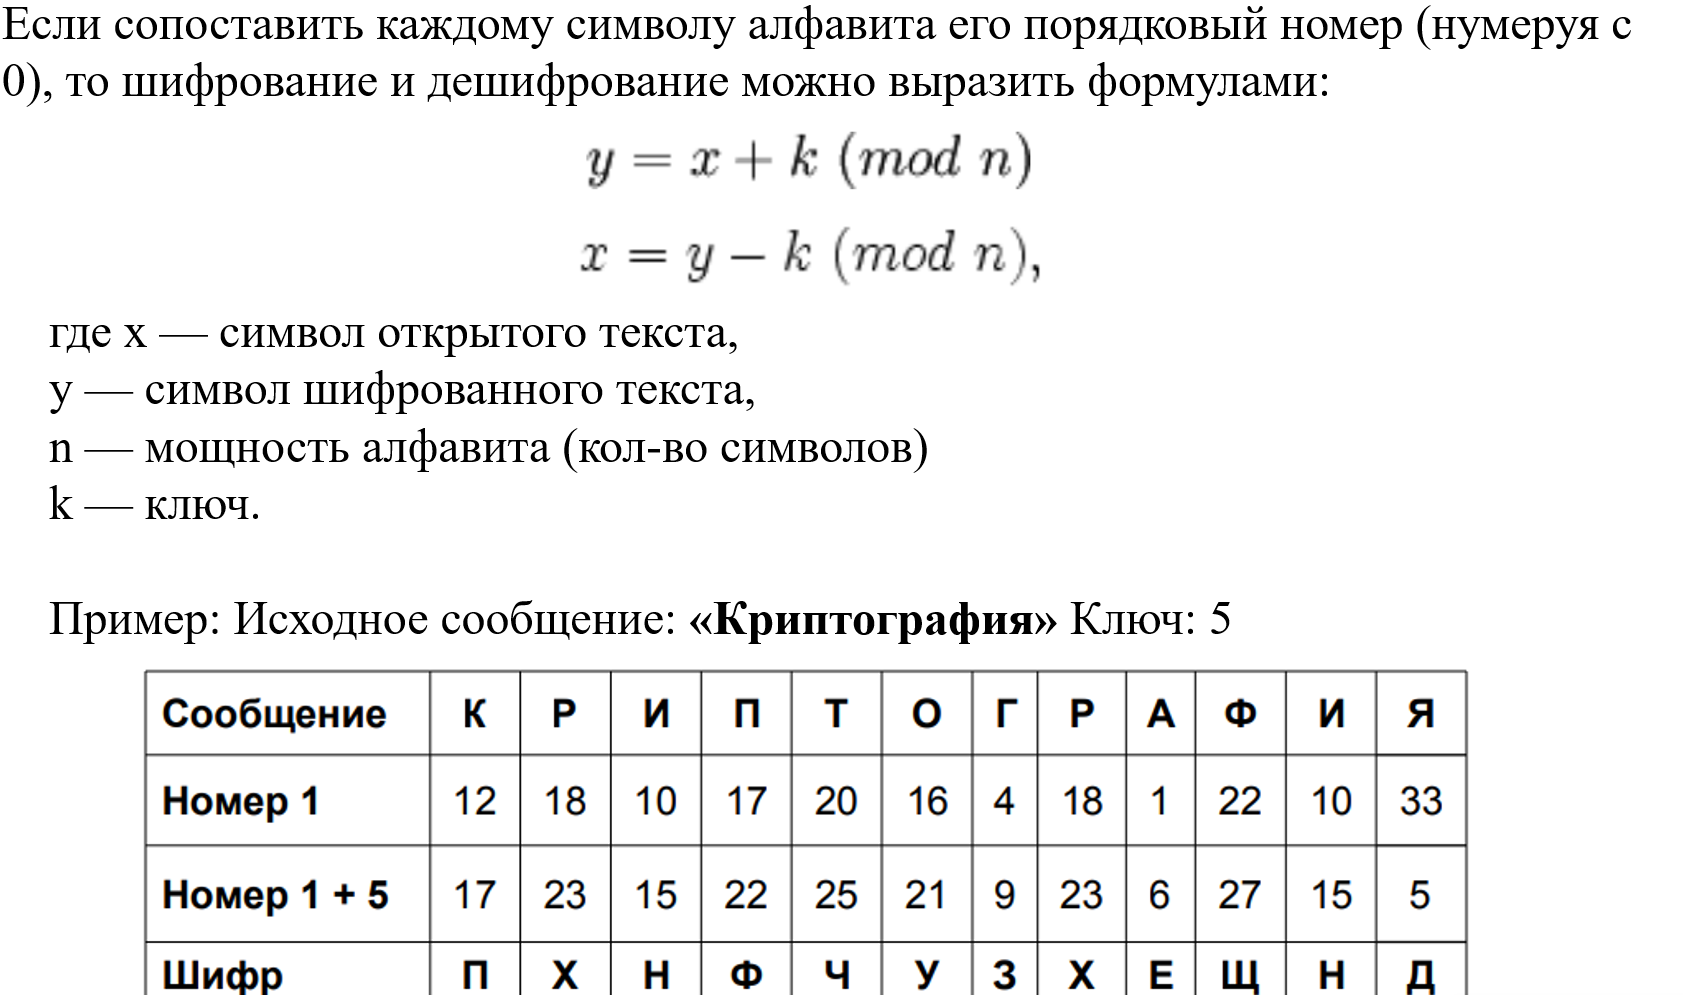 Если сопоставить каждому символу алфавита его порядковый номер (нумеруя с
0), то шифрование и дешифрование можно выразить формулами:
y = x + k (mod n)
x = y − k (mod n),
где x — символ открытого текста,
y — символ шифрованного текста,
n — мощность алфавита (кол-во символов)
k — ключ.
Пример: Исходное сообщение: «Криптография» Ключ: 5
Сообщение К Р И П Т О Г Р А Ф И Я
Номер 1 12 18 10 17 20 16 4 18 1 22 10 33
Номер 1 + 5 17 23 15 22 25 21 9 23 6 27 15 5
Шифр П Х Н Ф Ч У З Х Е Щ Н Д